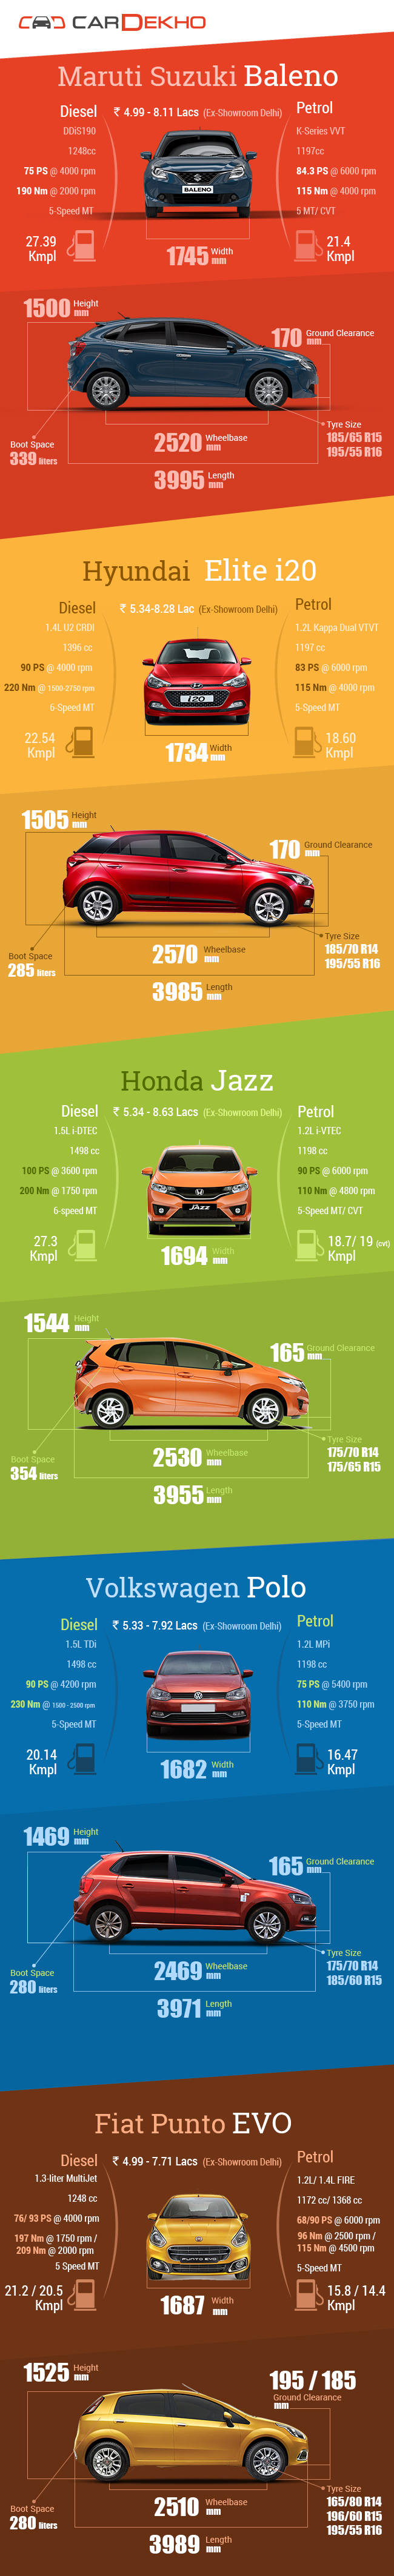 CARDEKHO
Maruti Suzuki Baleno
Diesel
₹ 4.99 - 8.11 Lacs (Ex-Showroom Delhi)
Petrol
DDiS190
K-Series VVT
1248cc
1197cc
75 PS @ 4000 rpm
84.3 PS @ 6000 rpm
190 Nm @ 2000 rpm
115 Nm @ 4000 rpm
5-Speed MT
5 MT/ CVT
BALENO
27.39
Kmpl
21.4
Kmpl
1745 Width
mm
1500 Height
mm
170 Ground Clearance
mm
Boot Space
339 liters
Tyre Size
185/65 R15
195/55 R16
2520 Wheelbase
mm
3995 Length
mm
Hyundai Elite i20
Diesel
₹ 5.34-8.28 Lac (Ex-Showroom Delhi)
Petrol
1.4L U2 CRDI
1.2L Kappa Dual VTVT
1396 cc
1197 cc
90 PS @ 4000 rpm
83 PS @ 6000 rpm
220 Nm @ 1500-2750 rpm
115 Nm @ 4000 rpm
6-Speed MT
5-Speed MT
i20
22.54
Kmpl
18.60
Kmpl
1734 Width
mm
1505 Height
mm
170 Ground Clearance
mm
Boot Space
285 liters
Tyre Size
185/70 R14
195/55 R16
2570 Wheelbase
mm
3985 Length
mm
Honda Jazz
Diesel
₹ 5.34 - 8.63 Lacs (Ex-Showroom Delhi)
Petrol
1.5L i-DTEC
1.2L i-VTEC
1498 cc
1198 cc
100 PS @ 3600 rpm
90 PS @ 6000 rpm
200 Nm @ 1750 rpm
110 Nm @ 4800 rpm
6-speed MT
5-Speed MT/ CVT
JAZZ
27.3
Kmpl
18.7/ 19 (cvt)
Kmpl
1694 Width
mm
1544 Height
mm
165 Ground Clearance
mm
Boot Space
354 liters
Tyre Size
175/70 R14
175/65 R15
2530 Wheelbase
mm
3955 Length
mm
Volkswagen Polo
Diesel
₹ 5.33 - 7.92 Lacs (Ex-Showroom Delhi)
Petrol
1.5L TDi
1.2L MPi
1498 cc
1198 cc
90 PS @ 4200 rpm
75 PS @ 5400 rpm
230 Nm @ 1500 - 2500 rpm
110 Nm @ 3750 rpm
5-Speed MT
5-Speed MT
20.14
Kmpl
16.47
Kmpl
1682 Width
mm
1469 Height
mm
165 Ground Clearance
mm
Boot Space
280 liters
Tyre Size
175/70 R14
185/60 R15
2469 Wheelbase
mm
3971 Length
mm
Fiat Punto EVO
Diesel
₹ 4.99 - 7.71 Lacs (Ex-Showroom Delhi)
Petrol
1.3-liter MultiJet
1.2L/ 1.4L FIRE
1248 cc
1172 cc/ 1368 cc
76/ 93 PS @ 4000 rpm
68/90 PS @ 6000 rpm
197 Nm @ 1750 rpm /
209 Nm @ 2000 rpm
96 Nm @ 2500 rpm /
115 Nm @ 4500 rpm
5 Speed MT
5-Speed MT
PUNTO EVO
21.2 / 20.5
Kmpl
15.8 / 14.4
Kmpl
1687 Width
mm
1525 Height
mm
195 / 185
Ground Clearance
mm
Boot Space
280 liters
Tyre Size
165/80 R14
196/60 R15
195/55 R16
2510 Wheelbase
mm
3989 Length
mm